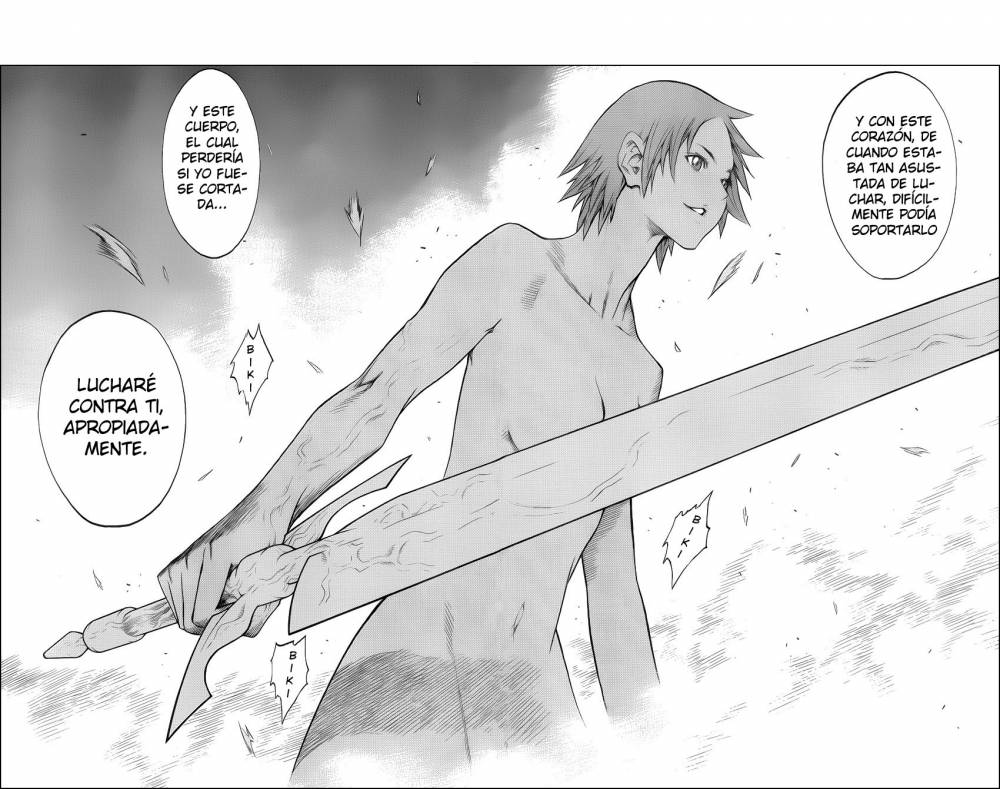 Y CON ESTE
CORAZÓN, DE
CUANDO ESTA-
BA TAN ASUS-
TADA DE LU-
CHAR, DIFÍCIL-
MENTE PODÍA
SOPORTARLO
Y ESTE
CUERPO,
EL CUAL
PERDERÍA
SI YO FUE-
SE CORTA-
DA...
LUCHARÉ
CONTRA TI,
APROPIADA-
MENTE.
BIKI
BIKI
BIKI